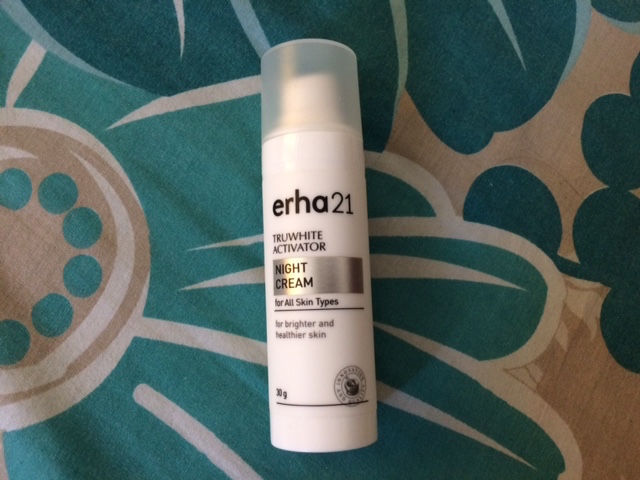 erha21
TRUWHITE
ACTIVATOR
NIGHT
CREAM
for All Skin Types
for brighter and
healthier skin
30 g